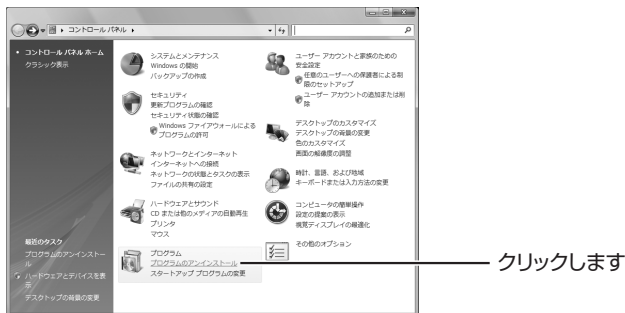 コントロール パネル
コントロール パネル ホーム
クラシック表示
システムとメンテナンス
Windows の開始
バックアップの作成
セキュリティ
更新プログラムの確認
セキュリティ状態の確認
Windows ファイアウォールによる
プログラムの許可
ネットワークとインターネット
インターネットへの接続
ネットワークの状態とタスクの表示
ファイルの共有の設定
ハードウェアとサウンド
CD または他のメディアの自動再生
プリンタ
マウス
プログラム
プログラムのアンインストール
スタートアップ プログラムの変更
ユーザー アカウントと家族のための
安全設定
任意のユーザーへの保護者による制
限のセットアップ
ユーザー アカウントの追加または削
除
デスクトップのカスタマイズ
デスクトップの背景の変更
色のカスタマイズ
画面の解像度の調整
時計、言語、および地域
キーボードまたは入力方法の変更
コンピュータの簡単操作
設定の提案の表示
視覚ディスプレイの最適化
その他のオプション
最近のタスク
プログラムのアンインストー
ル
ハードウェアとデバイスを表
示
デスクトップの背景の変更
クリックします